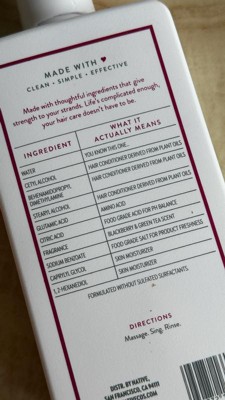 MADE WITH ♥
CLEAN • SIMPLE • EFFECTIVE
Made with thoughtful ingredients that give
strength to your strands. Life's complicated enough,
your hair care doesn't have to be.
INGREDIENT
WHAT IT
ACTUALLY MEANS
WATER
YOU KNOW THIS ONE...
CETYL ALCOHOL
HAIR CONDITIONER DERIVED FROM PLANT OILS
BEHENAMIDOPROPYL
DIMETHYLAMINE
HAIR CONDITIONER DERIVED FROM PLANT OILS
STEARYL ALCOHOL
HAIR CONDITIONER DERIVED FROM PLANT OILS
GLUTAMIC ACID
AMINO ACID
CITRIC ACID
FOOD GRADE ACID FOR PH BALANCE
FRAGRANCE
BLACKBERRY & GREEN TEA SCENT
SODIUM BENZOATE
FOOD GRADE SALT FOR PRODUCT FRESHNESS
CAPRYLYL GLYCOL
SKIN MOISTURIZER
1,2-HEXANEDIOL
SKIN MOISTURIZER
FORMULATED WITHOUT SULFATED SURFACTANTS
DIRECTIONS
Massage. Sing. Rinse.
DISTR. BY NATIVE,
SAN FRANCISCO, CA 94111